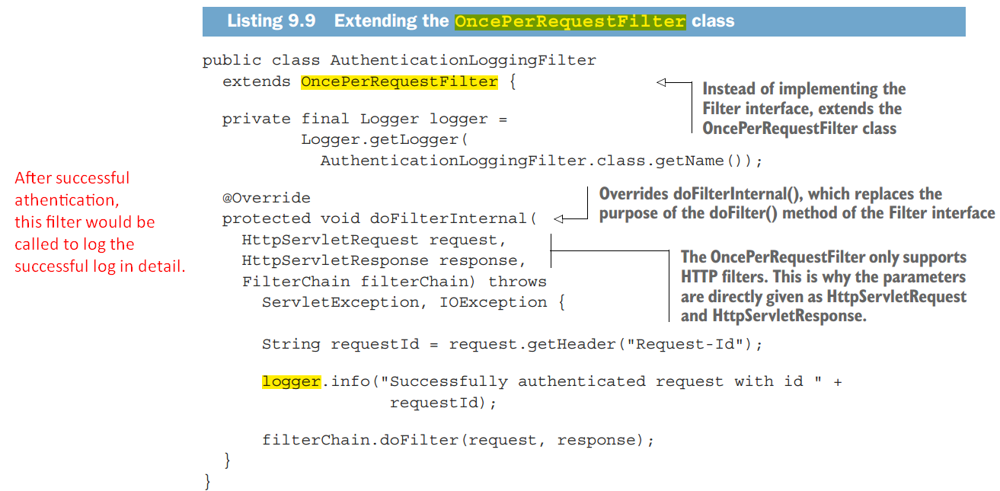 Listing 9.9 Extending the OncePerRequestFilter class
public class AuthenticationLoggingFilter
extends OncePerRequestFilter {
Instead of implementing the
Filter interface, extends the
OncePerRequestFilter class
private final Logger logger =
Logger.getLogger(
AuthenticationLoggingFilter.class.getName());
After successful
athentication,
this filter would be
called to log the
successful log in detail.
@Override
protected void doFilterInternal(
HttpServletRequest request,
HttpServletResponse response,
FilterChain filterChain) throws
ServletException, IOException {
Overrides doFilterInternal(), which replaces the
purpose of the doFilter() method of the Filter interface
The OncePerRequestFilter only supports
HTTP filters. This is why the parameters
are directly given as HttpServletRequest
and HttpServletResponse.
String requestId = request.getHeader("Request-Id");
logger.info("Successfully authenticated request with id " +
requestId);
filterChain.doFilter(request, response);
}
}